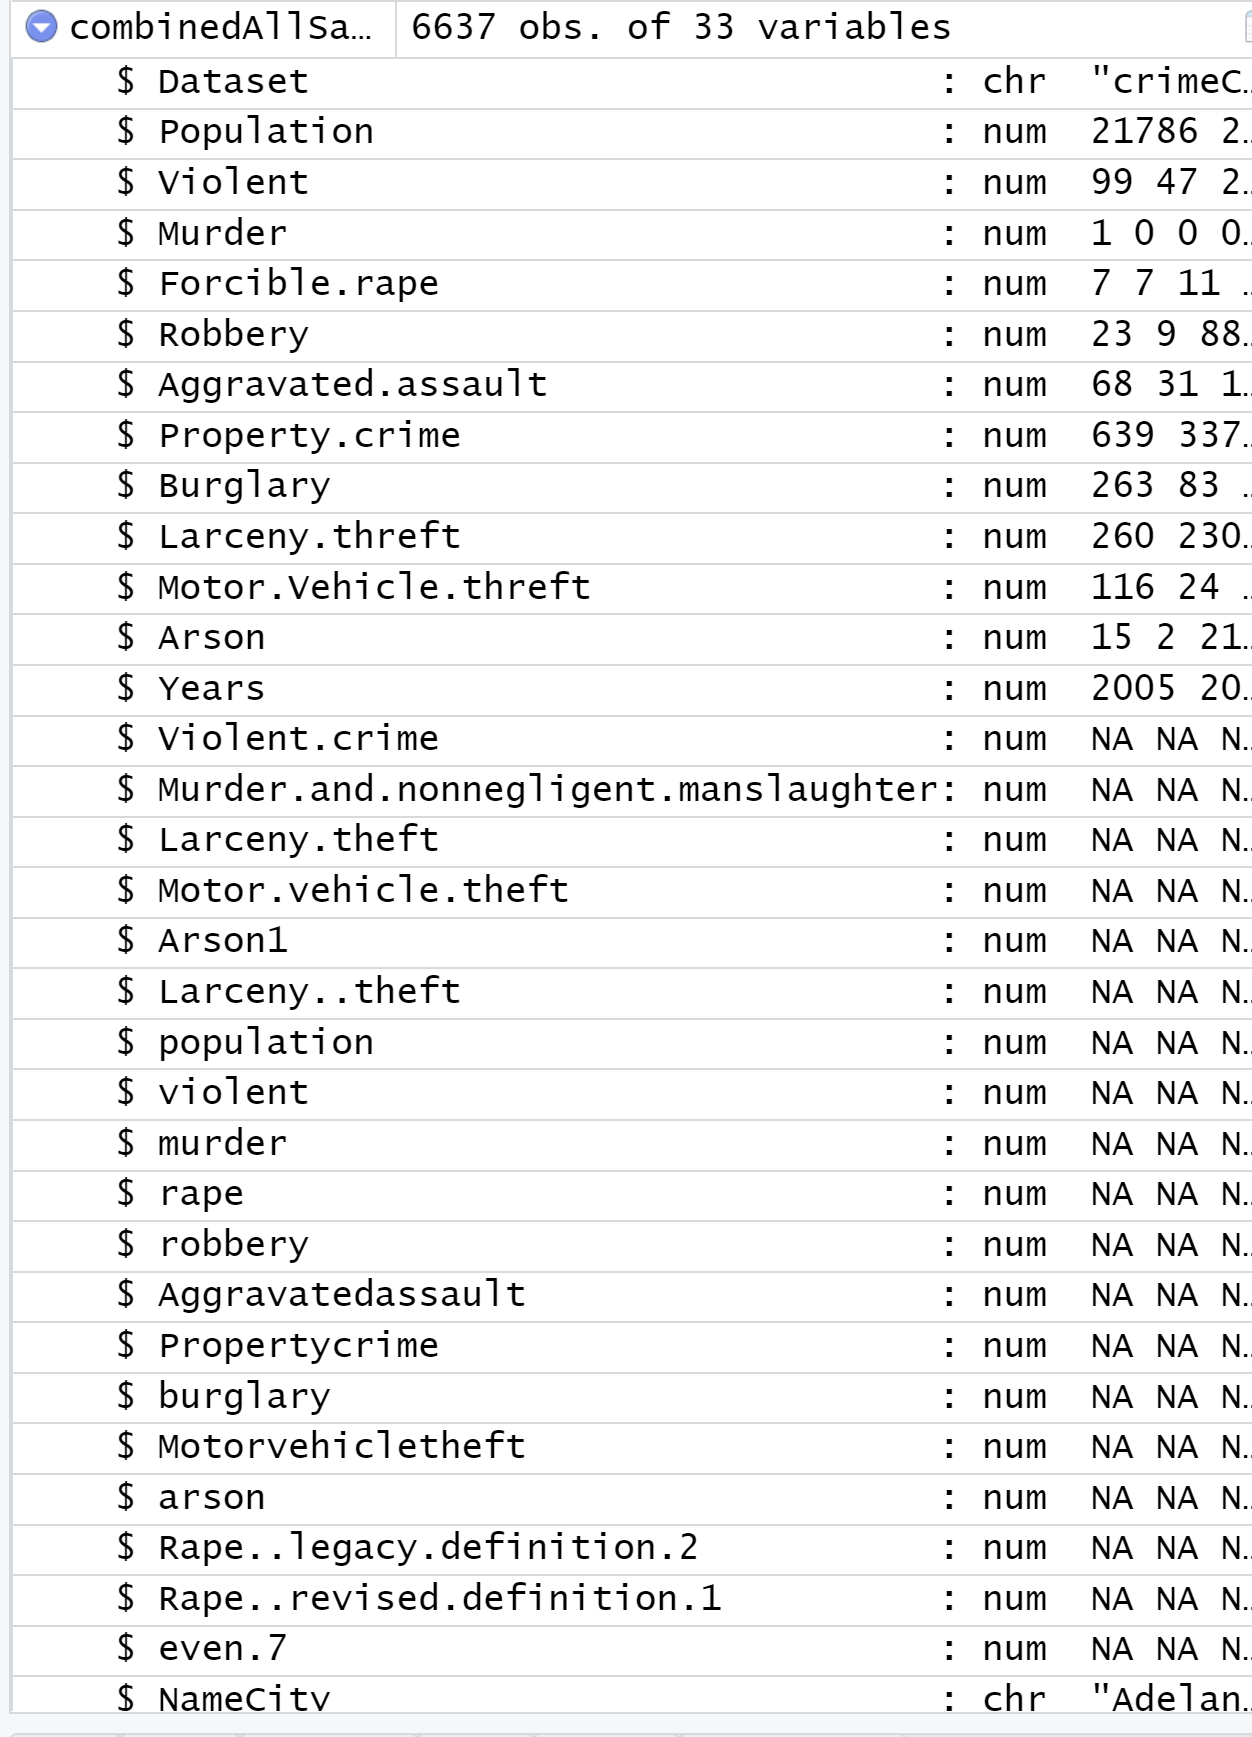 combinedAllSa… 6637 obs. of 33 variables
$ Dataset : chr "crimeC…
$ Population : num 21786 2…
$ Violent : num 99 47 2…
$ Murder : num 1 0 0 0…
$ Forcible.rape : num 7 7 11 …
$ Robbery : num 23 9 88…
$ Aggravated.assault : num 68 31 1…
$ Property.crime : num 639 337…
$ Burglary : num 263 83 …
$ Larceny.threft : num 260 230…
$ Motor.Vehicle.threft : num 116 24 …
$ Arson : num 15 2 21…
$ Years : num 2005 20…
$ Violent.crime : num NA NA N…
$ Murder.and.nonnegligent.manslaughter: num NA NA N…
$ Larceny.theft : num NA NA N…
$ Motor.vehicle.theft : num NA NA N…
$ Arson1 : num NA NA N…
$ Larceny..theft : num NA NA N…
$ population : num NA NA N…
$ violent : num NA NA N…
$ murder : num NA NA N…
$ rape : num NA NA N…
$ robbery : num NA NA N…
$ Aggravatedassault : num NA NA N…
$ Propertycrime : num NA NA N…
$ burglary : num NA NA N…
$ Motorvehicletheft : num NA NA N…
$ arson : num NA NA N…
$ Rape..legacy.definition.2 : num NA NA N…
$ Rape..revised.definition.1 : num NA NA N…
$ even.7 : num NA NA N…
$ NameCity : chr "Adelan…